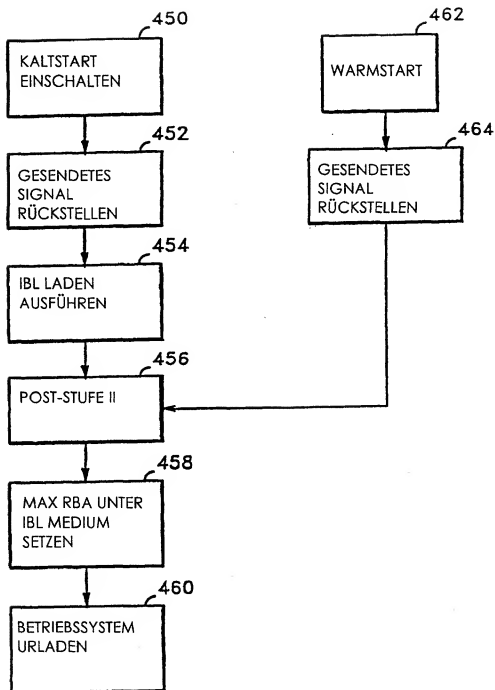 450
KALTSTART
EINSCHALTEN
452
GESENDETES
SIGNAL
RÜCKSTELLEN
454
IBL LADEN
AUSFÜHREN
456
POST-STUFE II
458
MAX RBA UNTER
IBL MEDIUM
SETZEN
460
BETRIEBSSYSTEM
URLADEN
462
WARMSTART
464
GESENDETES
SIGNAL
RÜCKSTELLEN